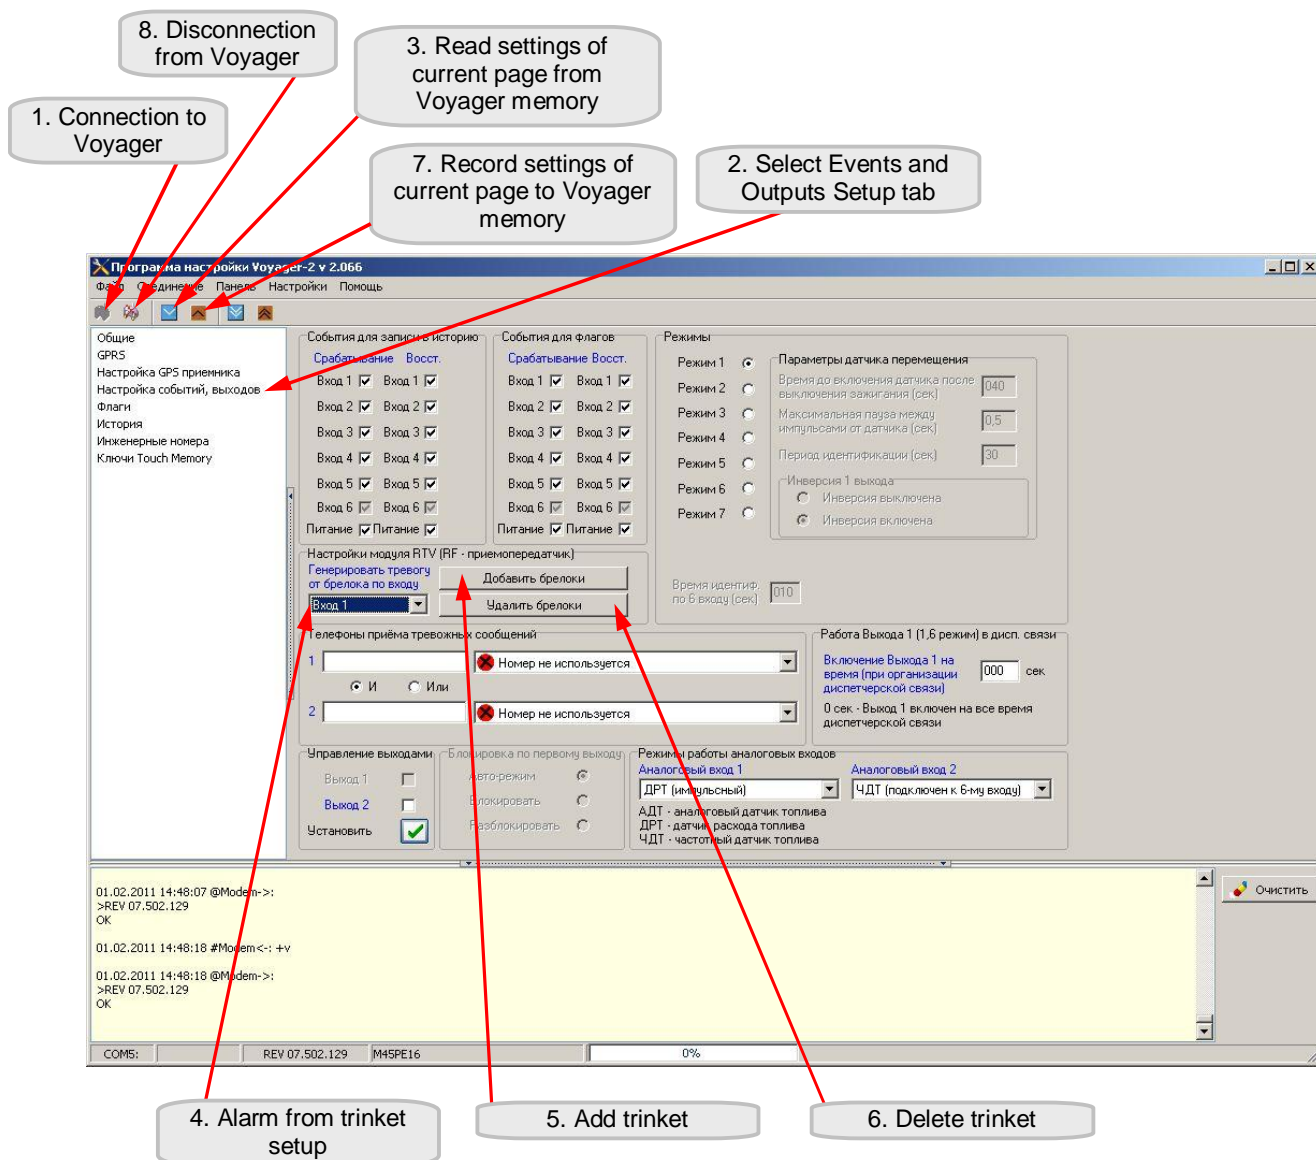 8. Disconnection
from Voyager
3. Read settings of
current page from
Voyager memory
1. Connection to
Voyager
7. Record settings of
current page to Voyager
memory
2. Select Events and
Outputs Setup tab
Программа настройки Voyager-2 v 2.066
Файл Соединение Панель Настройки Помощь
Общие
GPRS
Настройка GPS приемника
Настройка событий, выходов
Флаги
История
Инженерные номера
Ключи Touch Memory
События для записи в историю
Срабатывание Восст.
Вход 1 Вход 1
Вход 2 Вход 2
Вход 3 Вход 3
Вход 4 Вход 4
Вход 5 Вход 5
Вход 6 Вход 6
Питание Питание
События для флагов
Срабатывание Восст.
Вход 1 Вход 1
Вход 2 Вход 2
Вход 3 Вход 3
Вход 4 Вход 4
Вход 5 Вход 5
Вход 6 Вход 6
Питание Питание
Режимы
Режим 1
Режим 2
Режим 3
Режим 4
Режим 5
Режим 6
Режим 7
Параметры датчика перемещения
Время до включения датчика после
выключения зажигания (сек) 040
Максимальная пауза между
импульсами от датчика (сек) 0,5
Период идентификации (сек) 30
Инверсия 1 выхода
Инверсия выключена
Инверсия включена
Время идентиф.
по 6 входу (сек) 010
Настройки модуля RTV (RF - приемопередатчик)
Генерировать тревогу
от брелока по входу
Вход 1
Добавить брелоки
Удалить брелоки
Телефоны приёма тревожных сообщений
1 Номер не используется
И Или
2 Номер не используется
Работа Выхода 1 (1,6 режим) в дисп. связи
Включение Выхода 1 на
время (при организации
диспетчерской связи) 000 сек
0 сек - Выход 1 включен на все время
диспетчерской связи
Управление выходами
Выход 1
Выход 2
Установить
Блокировка по первому выходу
Авто-режим
Блокировать
Разблокировать
Режимы работы аналоговых входов
Аналоговый вход 1 Аналоговый вход 2
ДРТ (импульсный) ЧДТ (подключен к 6-му входу)
АДТ - аналоговый датчик топлива
ДРТ - датчик расхода топлива
ЧДТ - частотный датчик топлива
01.02.2011 14:48:07 @Modem->:
>REV 07.502.129
OK
01.02.2011 14:48:18 #Modem<-: +v
01.02.2011 14:48:18 @Modem->:
>REV 07.502.129
OK
Очистить
COM5: REV 07.502.129 M45PE16 0%
4. Alarm from trinket
setup
5. Add trinket
6. Delete trinket